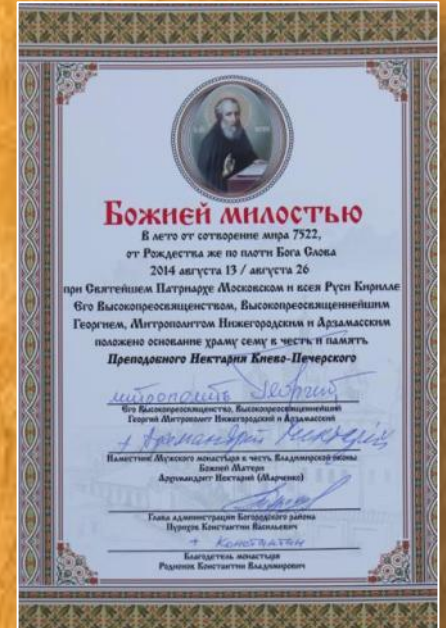 Божией милостью
В лето от сотворение мира 7522,
от Рождества же по плоти Бога Слова
2014 августа 13 / августа 26
при Святейшем Патриархе Московском и всея Руси Кирилле
Его Высокопреосвященством, Высокопреосвященнейшим
Георгием, Митрополитом Нижегородским и Арзамасским
положено основание храму сему в честь и память
Преподобного Нектария Киево-Печерского
митрополитъ Георгий
Его Высокопреосвященство, Высокопреосвященнейший
Георгий Митрополит Нижегородский и Арзамасский
+ Архимандрит Нектарий
Наместник Мужского монастыря в честь Владимирской иконы
Божией Матери
Архимандрит Нектарий (Марченко)
Глава администрации Богородского района
Пурихов Константин Васильевич
+ Константин
Благодетель монастыря
Родионов Константин Владимирович